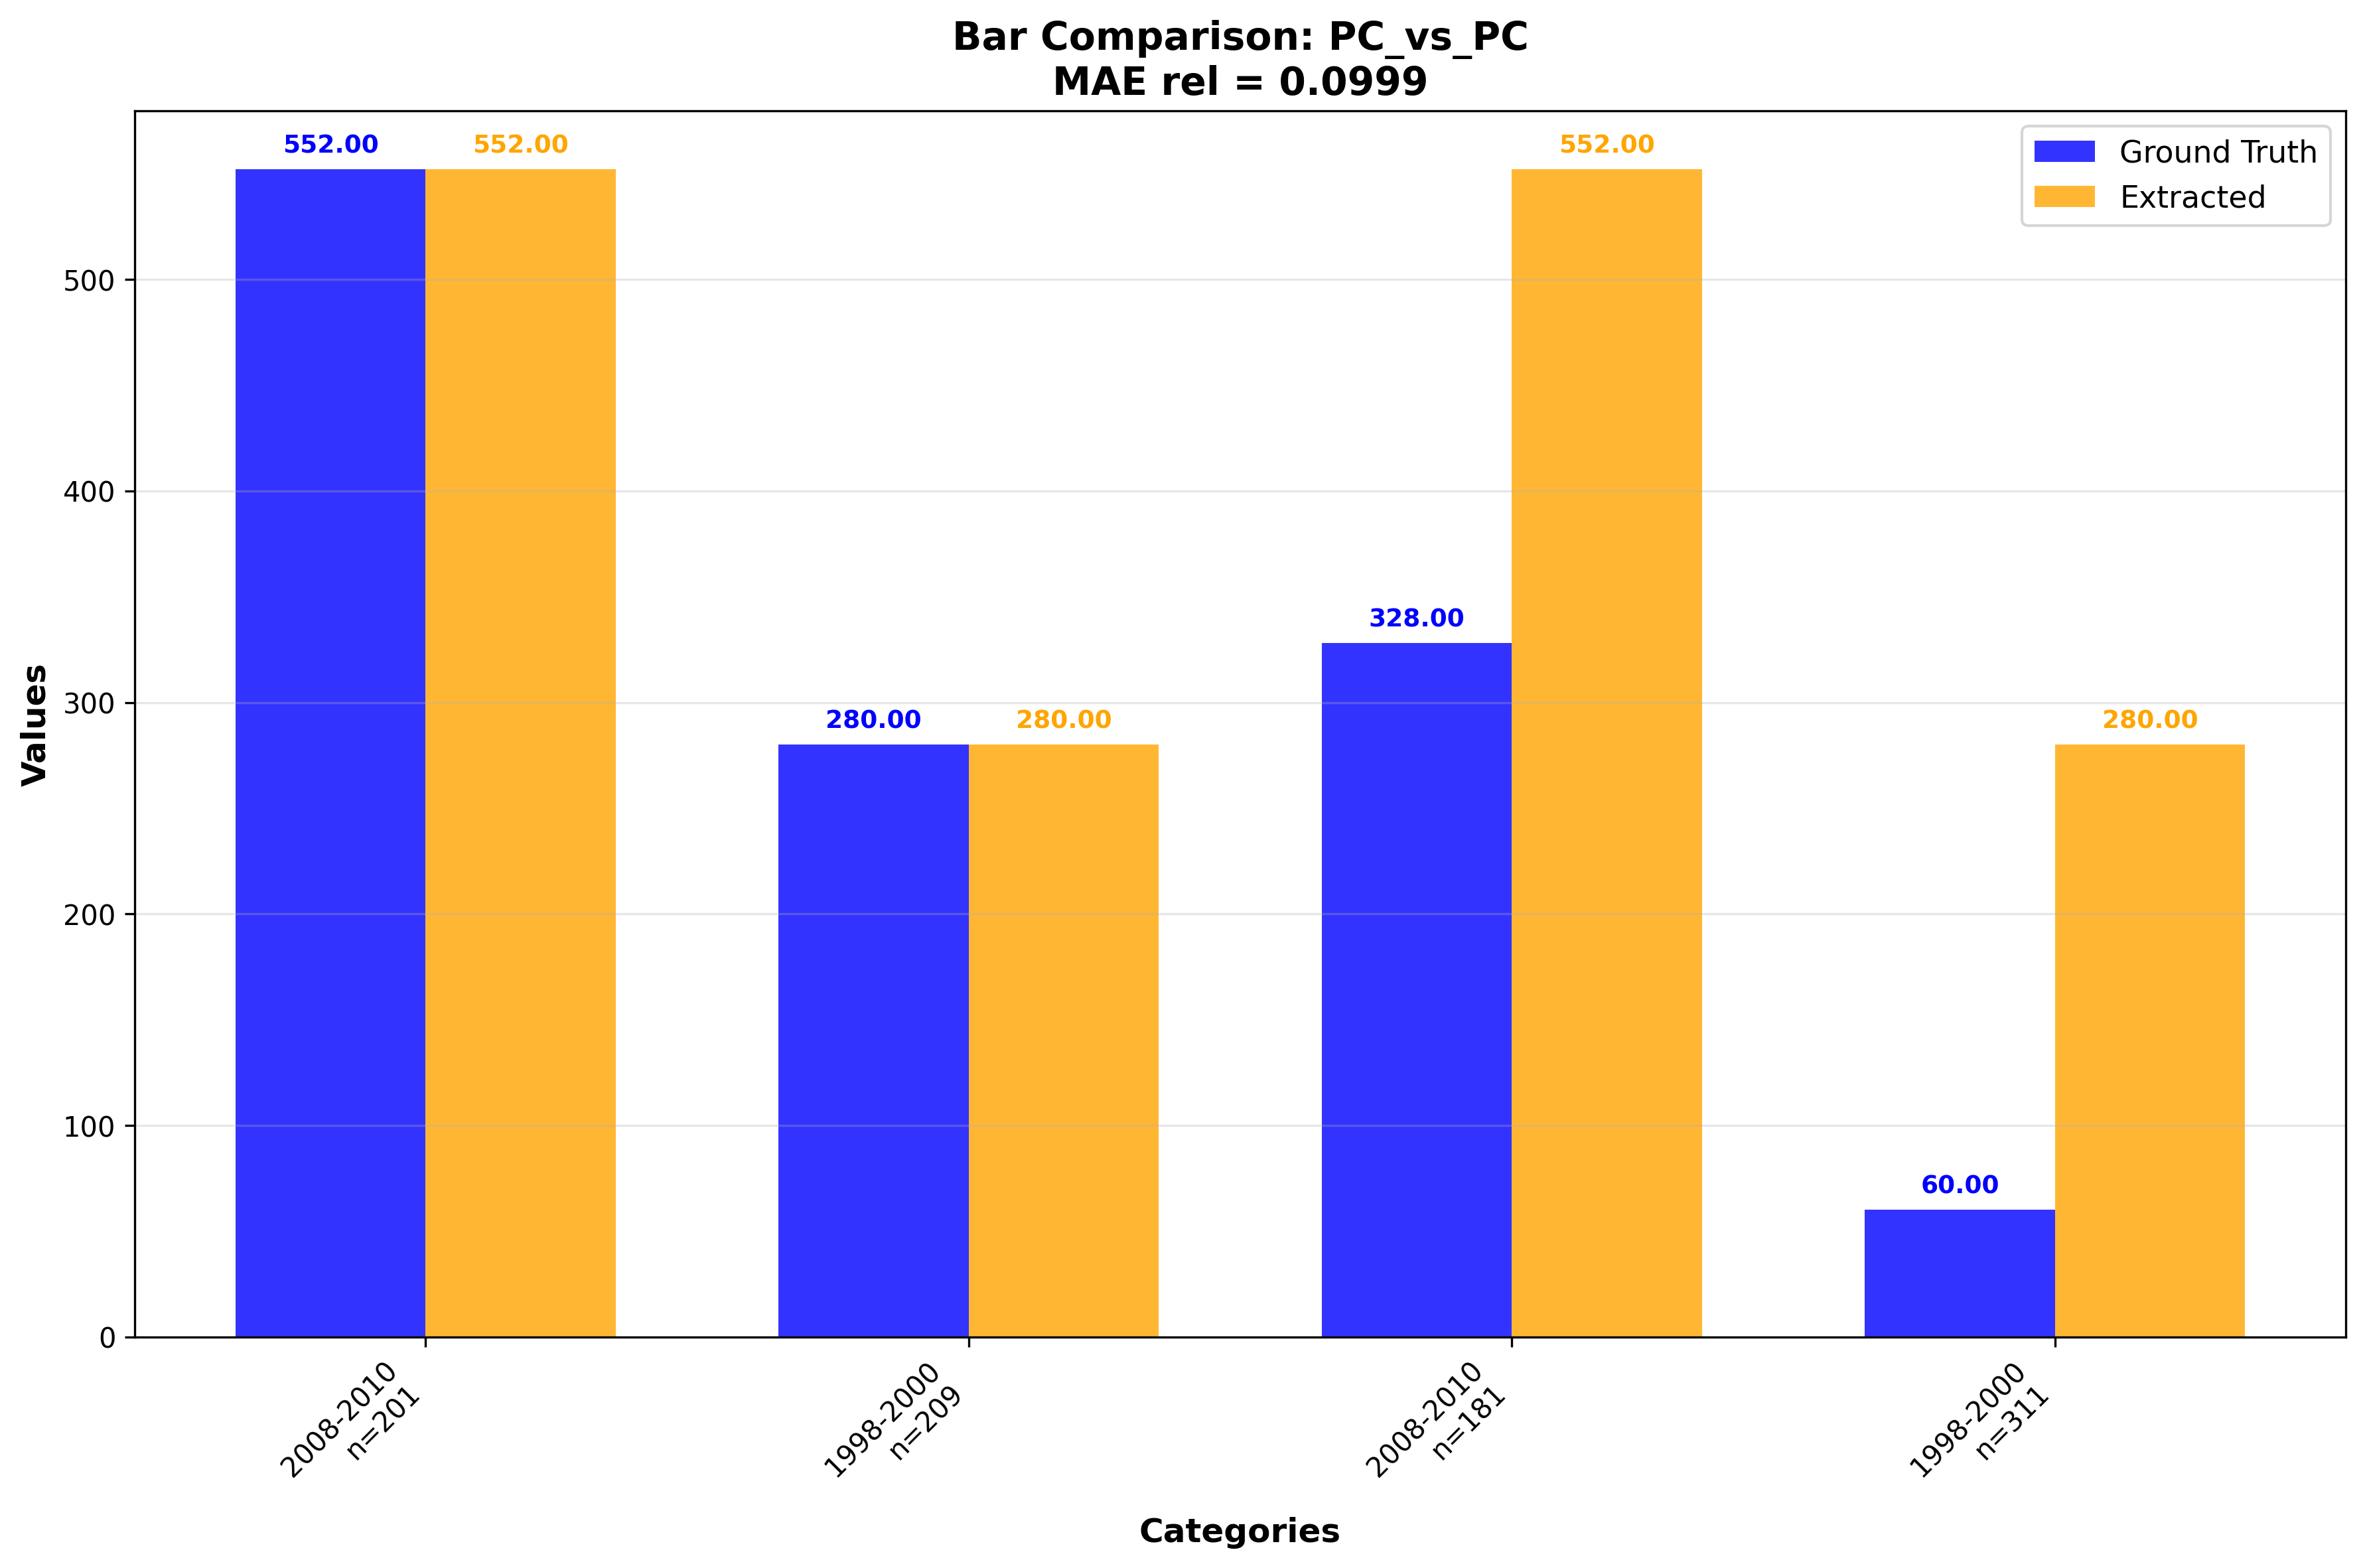 Bar Comparison: PC_vs_PC
MAE rel = 0.0999
552.00
552.00
552.00
Ground Truth
Extracted
500
400
328.00
300
280.00
280.00
280.00
200
100
60.00
0
Values
2008-2010
n=201
1998-2000
n=209
2008-2010
n=181
1998-2000
n=311
Categories